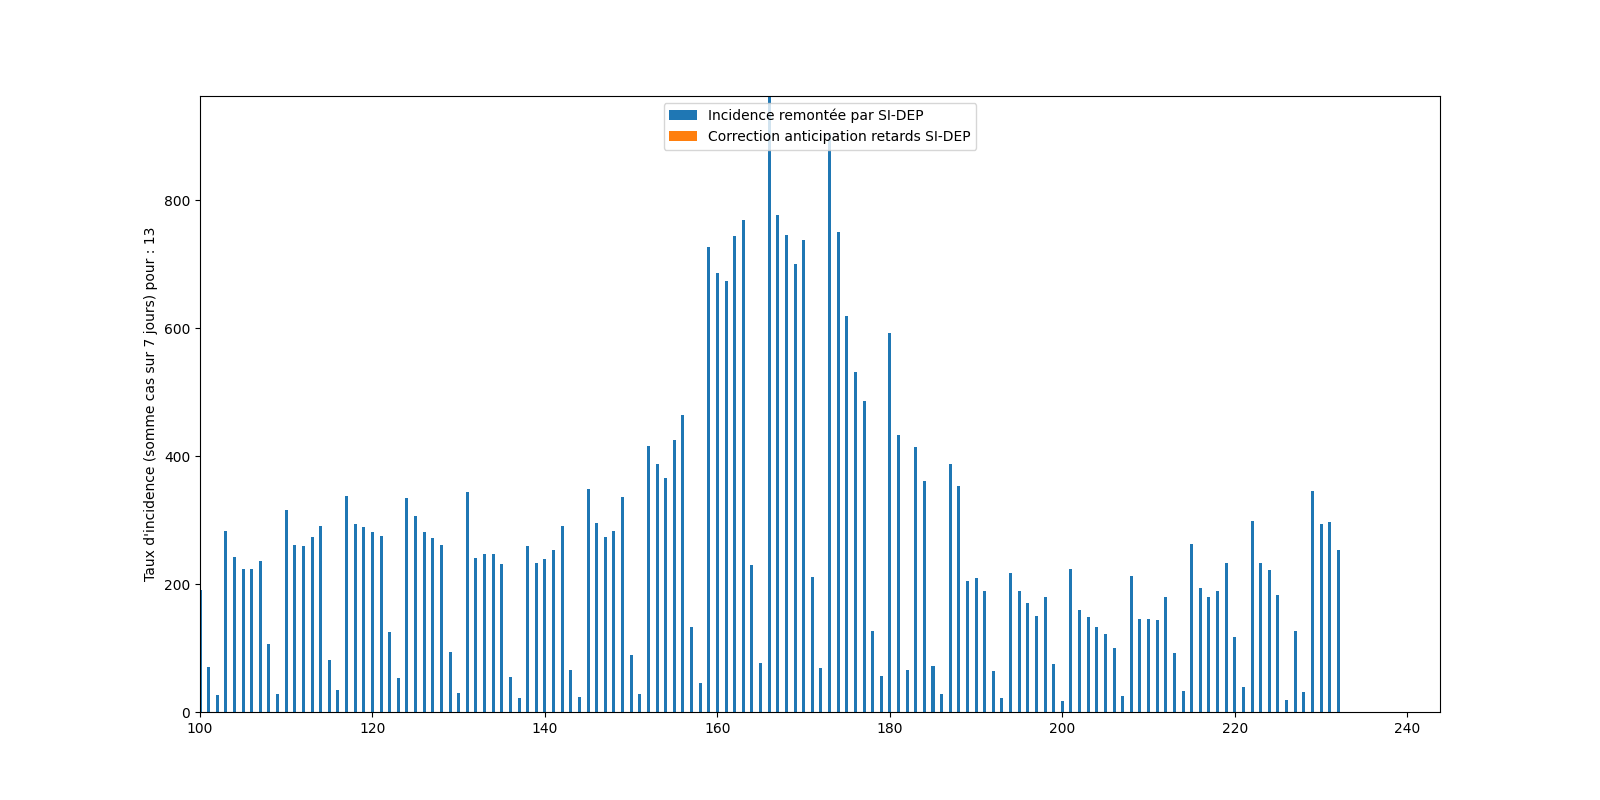 Incidence remontée par SI-DEP
Correction anticipation retards SI-DEP
Taux d'incidence (somme cas sur 7 jours) pour : 13
800
600
400
200
0
100 120 140 160 180 200 220 240